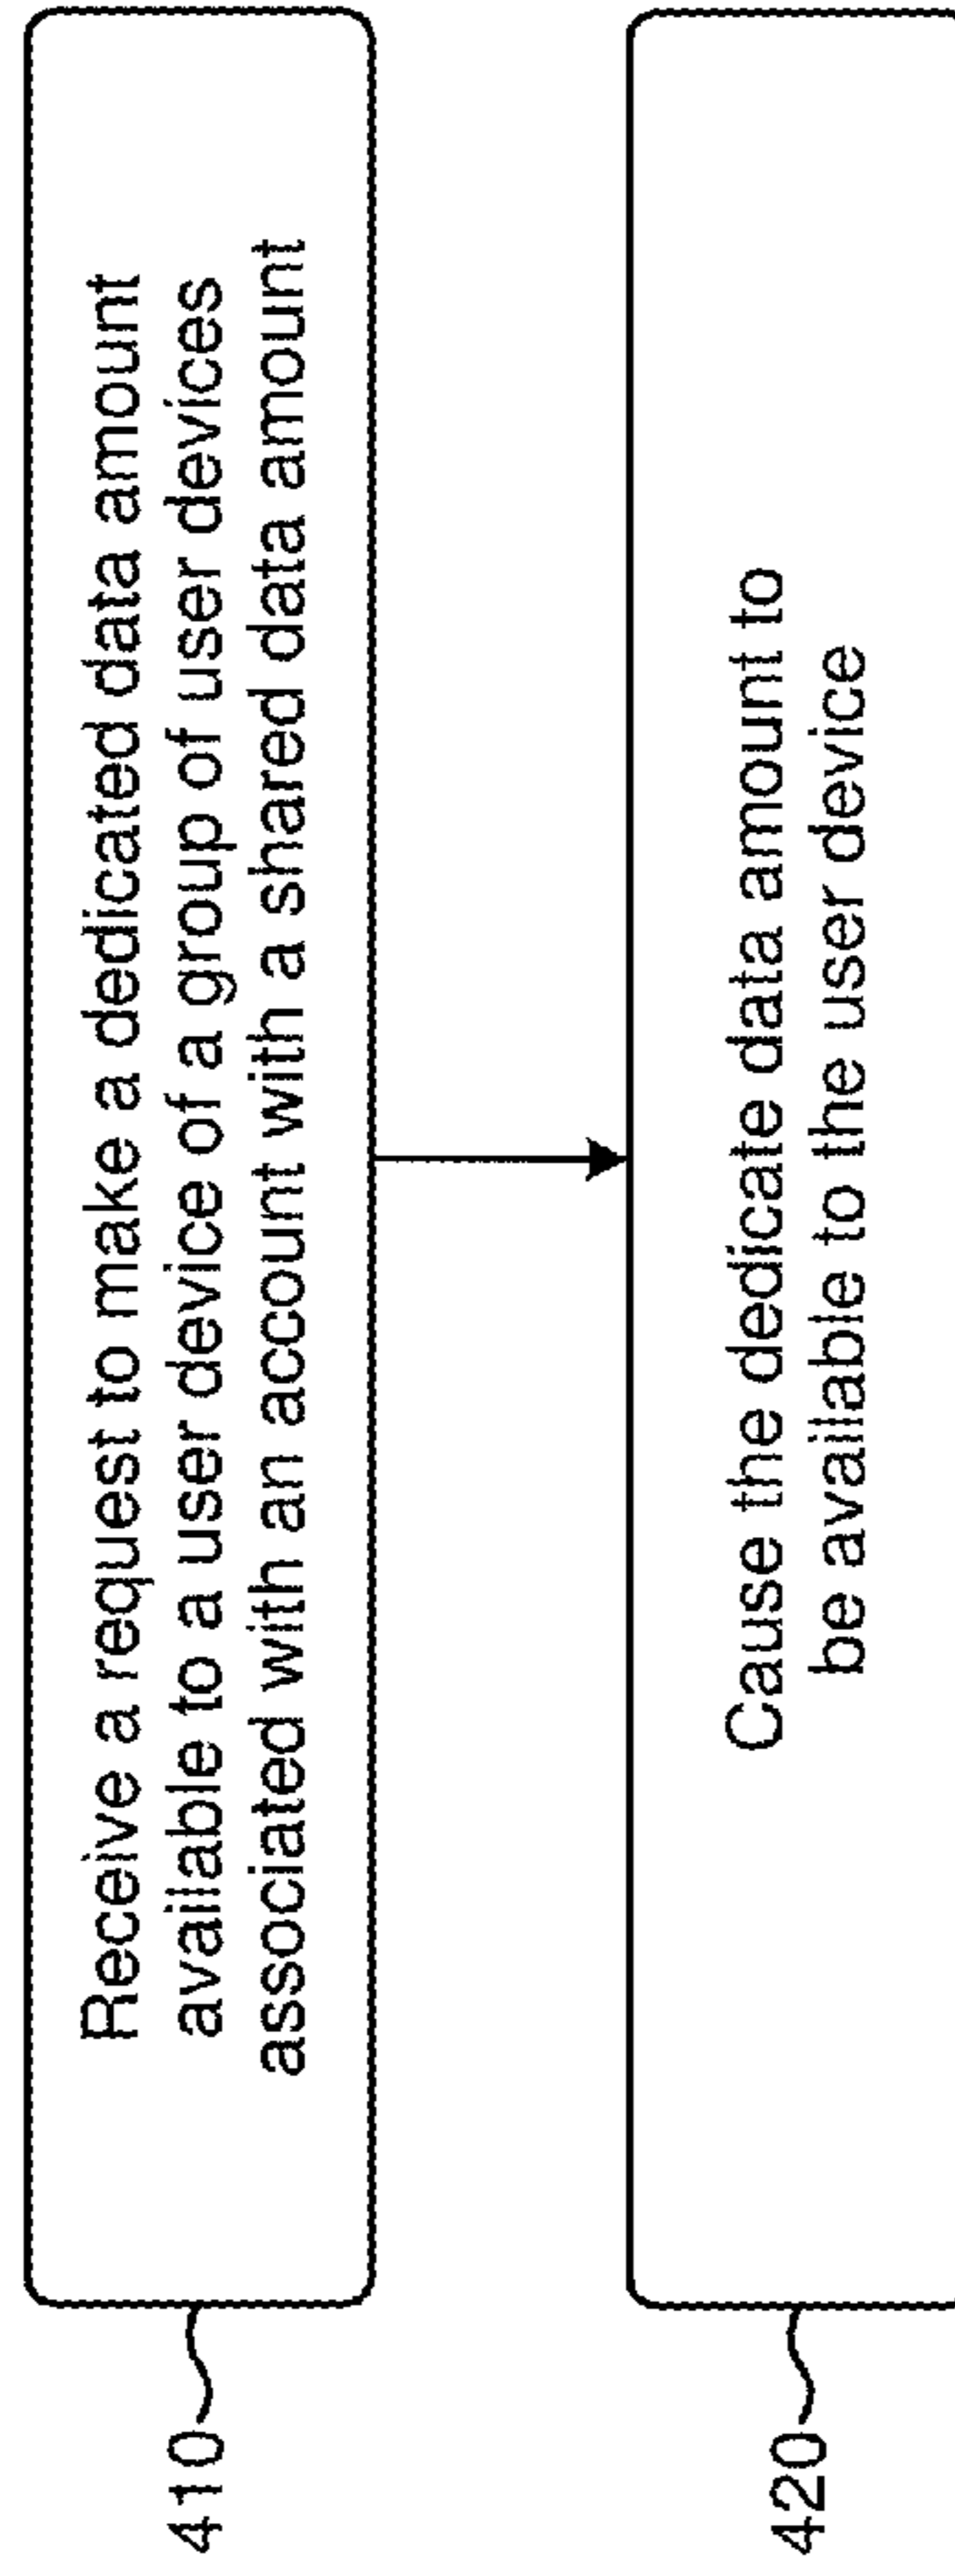 410
Receive a request to make a dedicated data amount
available to a user device of a group of user devices
associated with an account with a shared data amount
420
Cause the dedicate data amount to
be available to the user device